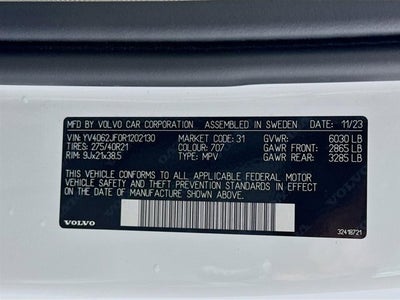 MFD BY VOLVO CAR CORPORATION. ASSEMBLED IN SWEDEN 11/23
VIN: YV4062JF0R1202130 MARKET CODE: 31 GVWR: 6030 LB
TIRES: 275/40R21 COLOUR: 707 GAWR FRONT: 2865 LB
RIM: 9Jx21x38.5 TYPE: MPV GAWR REAR: 3285 LB
THIS VEHICLE CONFORMS TO ALL APPLICABLE FEDERAL MOTOR
VEHICLE SAFETY AND BUMPER STANDARDS IN EFFECT ON THE
DATE OF MANUFACTURE SHOWN ABOVE.
VOLVO
32418721